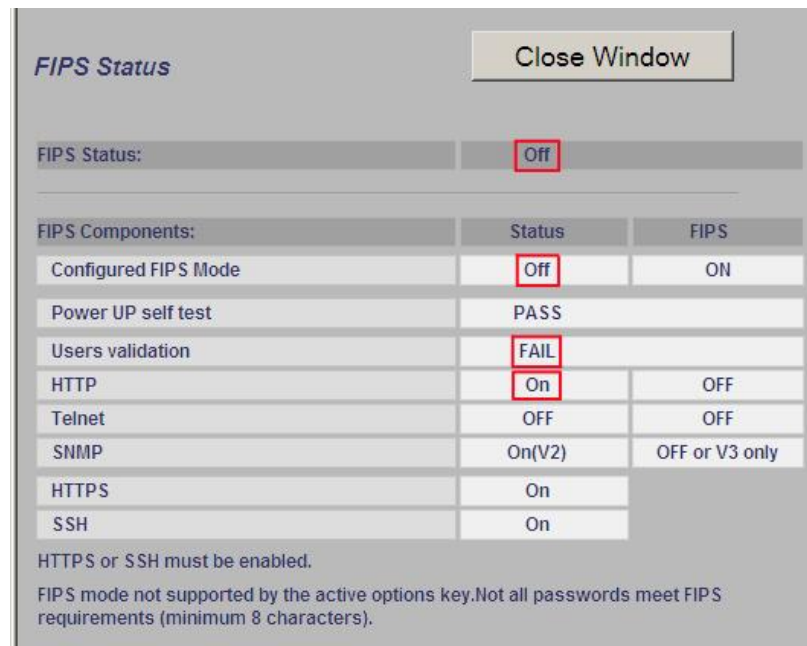 FIPS Status
Close Window
FIPS Status: Off
FIPS Components: Status FIPS
Configured FIPS Mode Off ON
Power UP self test PASS
Users validation FAIL
HTTP On OFF
Telnet OFF OFF
SNMP On(V2) OFF or V3 only
HTTPS On
SSH On
HTTPS or SSH must be enabled.
FIPS mode not supported by the active options key.Not all passwords meet FIPS
requirements (minimum 8 characters).